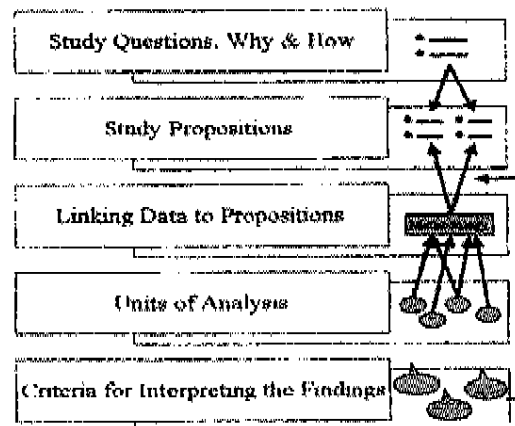 Study Questions, Why & How
Study Propositions
Linking Data to Propositions
Units of Analysis
Criteria for Interpreting the Findings